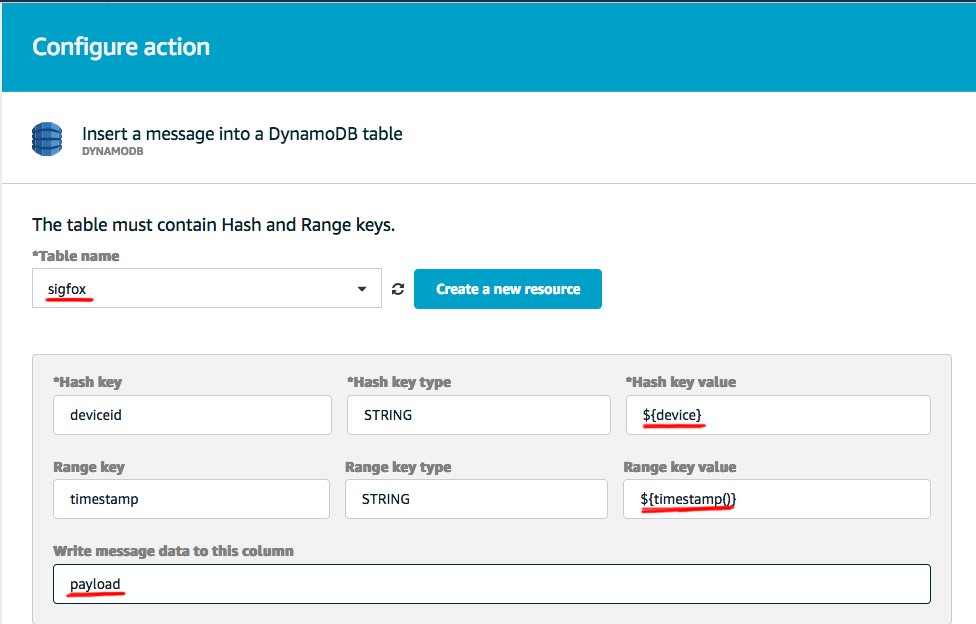 Configure action
Insert a message into a DynamoDB table
DYNAMODB
The table must contain Hash and Range keys.
*Table name
sigfox
Create a new resource
*Hash key *Hash key type *Hash key value
deviceid STRING ${device}
Range key Range key type Range key value
timestamp STRING ${timestamp()}
Write message data to this column
payload